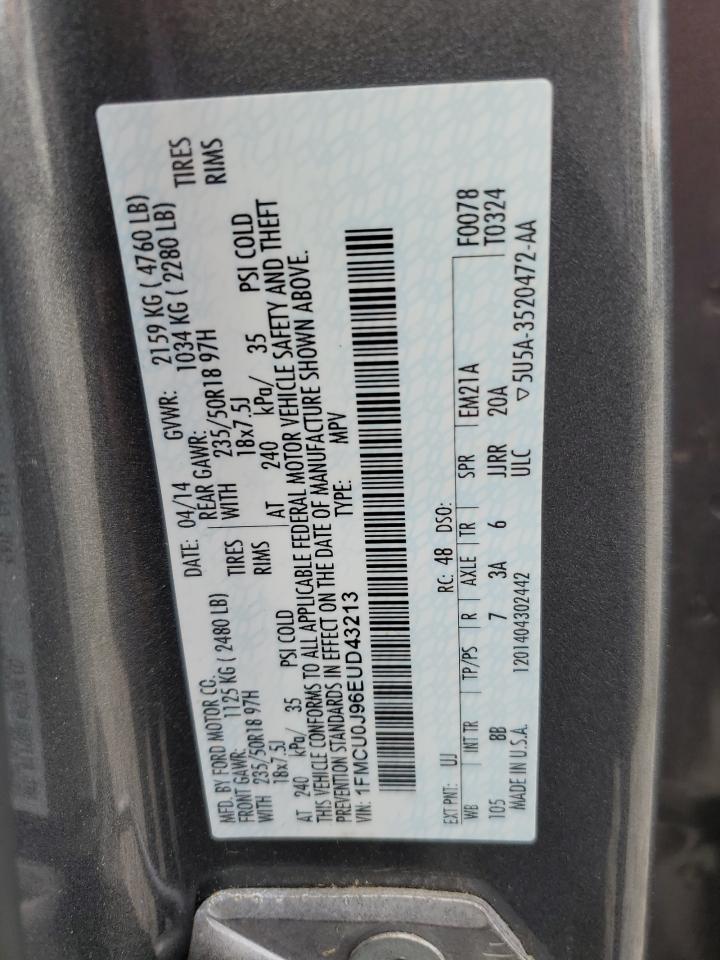 MFD. BY FORD MOTOR CO.
DATE: 04/14 GVWR: 2159 KG ( 4760 LB)
FRONT GAWR: 1125 KG ( 2480 LB)
REAR GAWR: 1034 KG ( 2280 LB)
WITH 235/50R18 97H TIRES
WITH 235/50R18 97H TIRES
18x7.5J RIMS
18x7.5J RIMS
AT 240 kPa/ 35 PSI COLD
AT 240 kPa/ 35 PSI COLD
THIS VEHICLE CONFORMS TO ALL APPLICABLE FEDERAL MOTOR VEHICLE SAFETY AND THEFT
PREVENTION STANDARDS IN EFFECT ON THE DATE OF MANUFACTURE SHOWN ABOVE.
VIN: 1FMCU0J96EUD43213 TYPE: MPV
EXT PNT: UJ RC: 48 DSO: F0078
WB INT TR TP/PS R AXLE TR SPR EM21A T0324
105 8B 7 3A 6 JJRR 20A
MADE IN U.S.A. 1201404302442 ULC ▽5U5A-3520472-AA